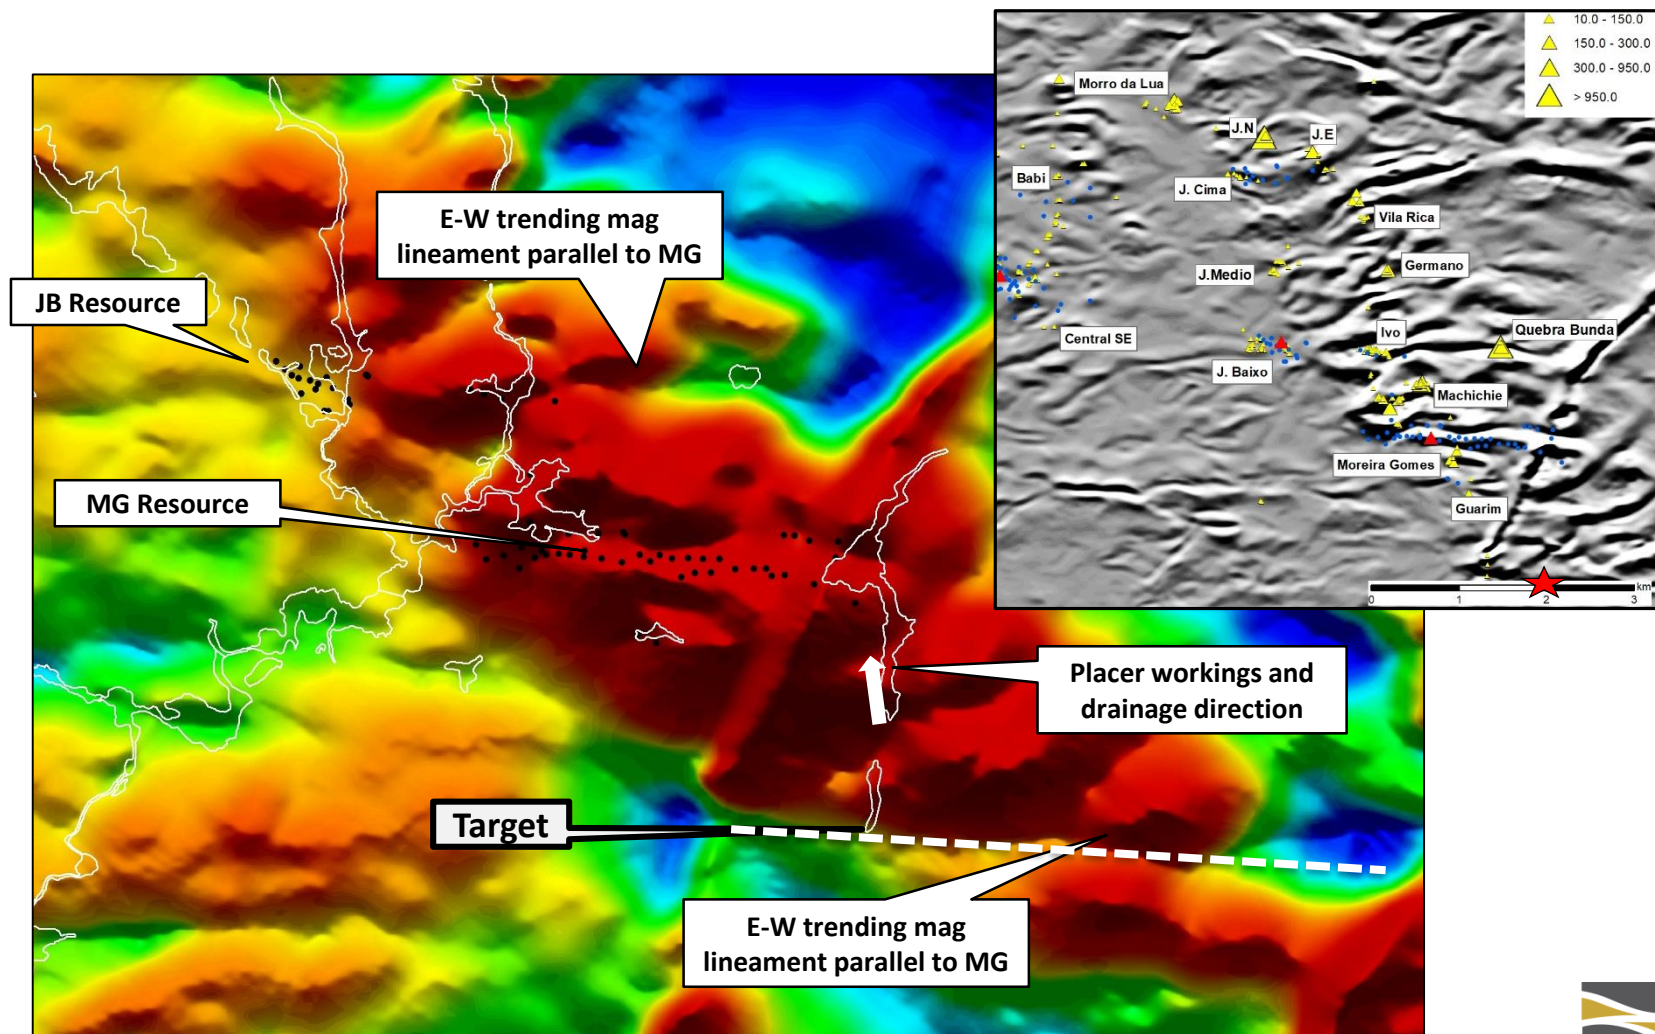 E-W trending mag
lineament parallel to MG
JB Resource
MG Resource
Placer workings and
drainage direction
Target
E-W trending mag
lineament parallel to MG
10.0 - 150.0
150.0 - 300.0
300.0 - 950.0
> 950.0
Morro da Lua
J.N
J.E
Babi
J. Cima
Vila Rica
J.Medio
Germano
Central SE
Ivo
Quebra Bunda
J. Baixo
Machichie
Moreira Gomes
Guarim
km
0 1 2 3